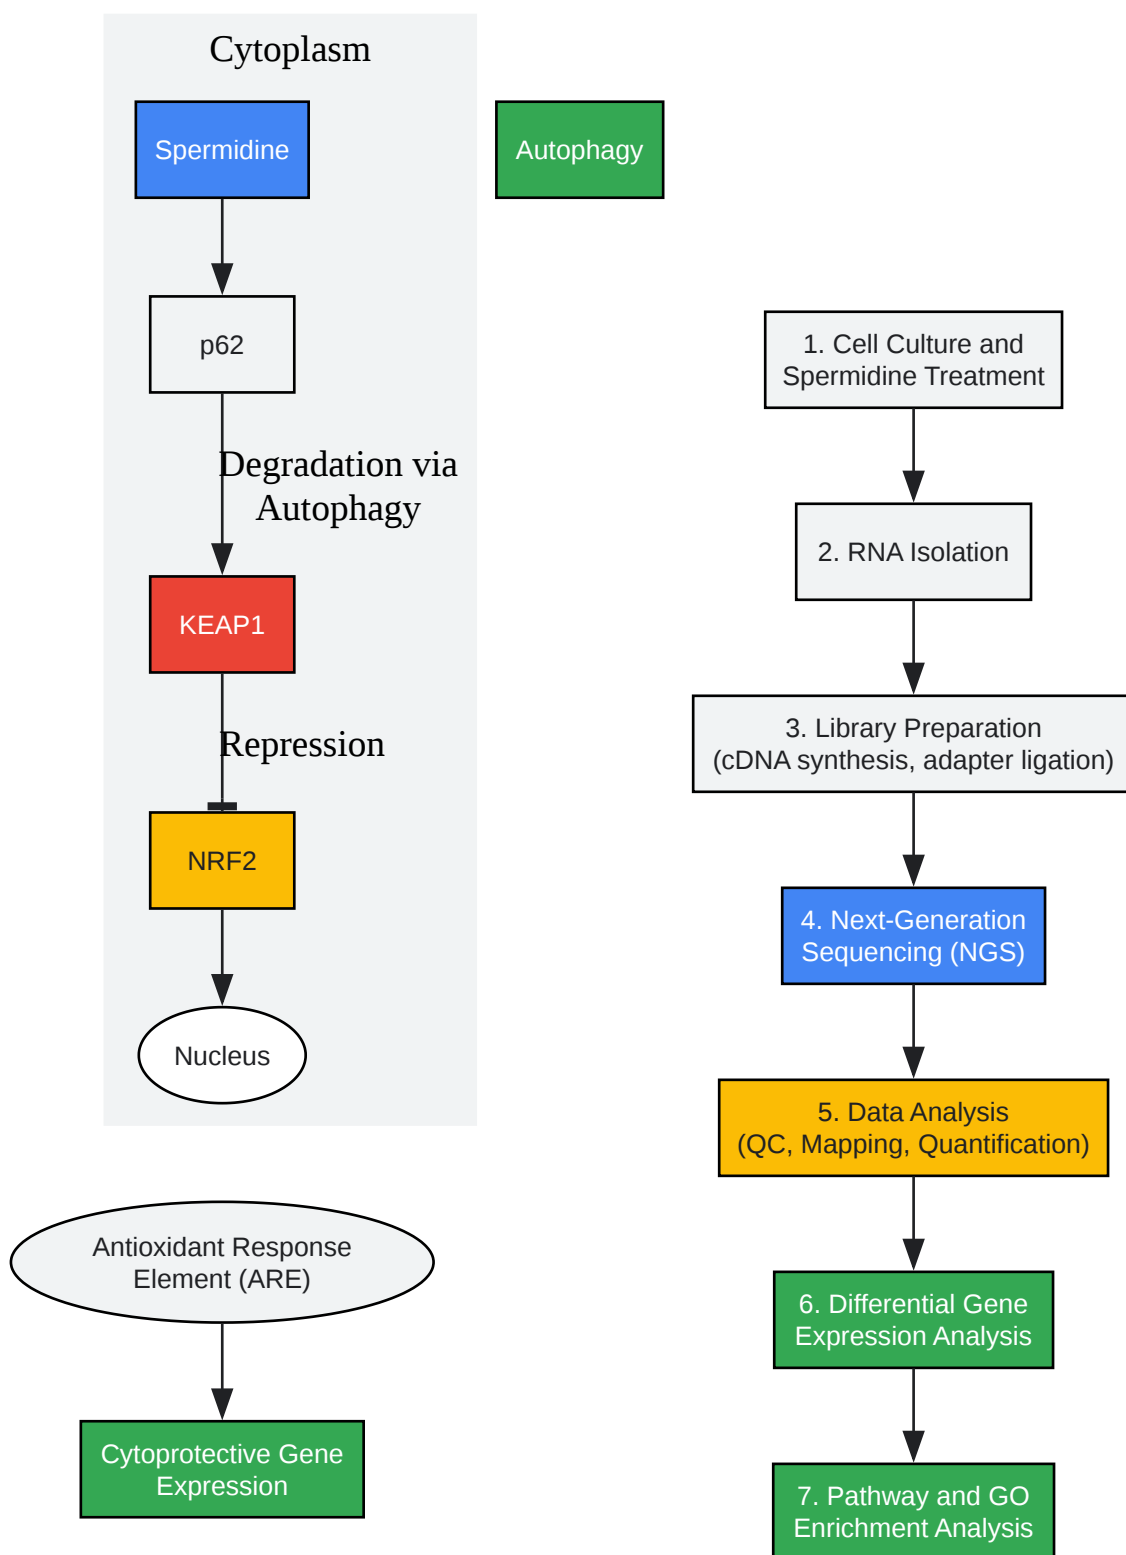 Cytoplasm
Spermidine
Autophagy
p62
Degradation via
Autophagy
KEAP1
Repression
NRF2
Nucleus
Antioxidant Response
Element (ARE)
Cytoprotective Gene
Expression
1. Cell Culture and
Spermidine Treatment
2. RNA Isolation
3. Library Preparation
(cDNA synthesis, adapter ligation)
4. Next-Generation
Sequencing (NGS)
5. Data Analysis
(QC, Mapping, Quantification)
6. Differential Gene
Expression Analysis
7. Pathway and GO
Enrichment Analysis